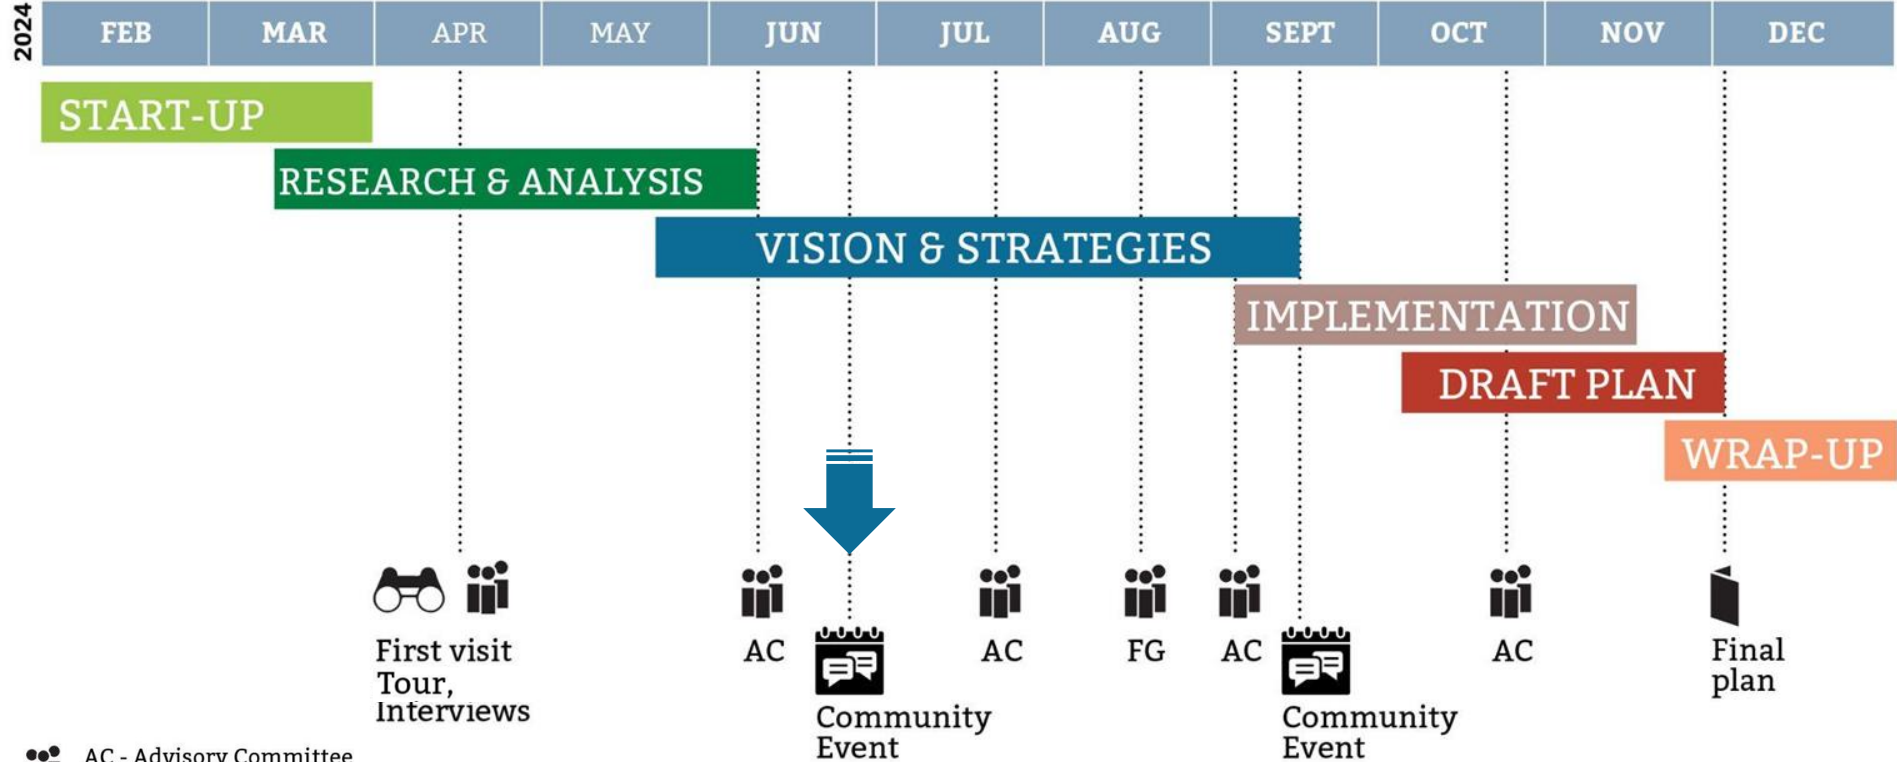 2024
FEB MAR APR MAY JUN JUL AUG SEPT OCT NOV DEC
START-UP
RESEARCH & ANALYSIS
VISION & STRATEGIES
IMPLEMENTATION
DRAFT PLAN
WRAP-UP
First visit
Tour,
Interviews
AC
Community
Event
AC
FG
AC
Community
Event
AC
Final
plan
AC - Advisory Committee